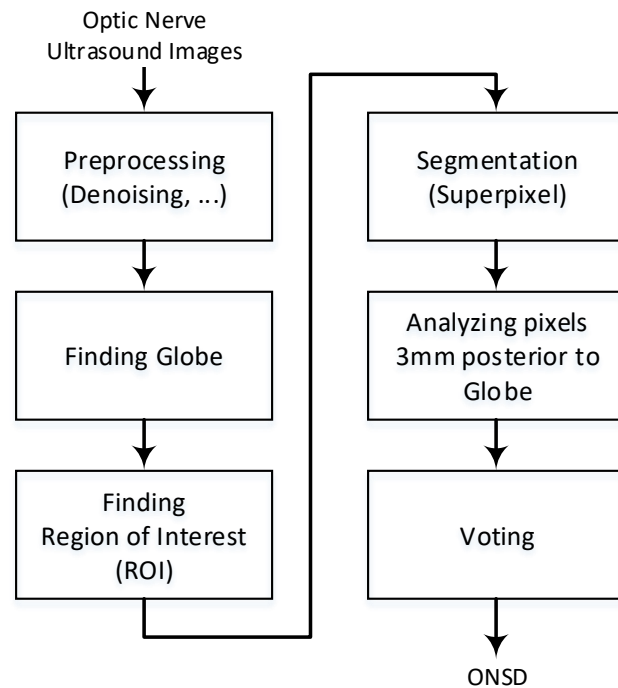 Optic Nerve
Ultrasound Images
Preprocessing
(Denoising, ...)
Finding Globe
Finding
Region of Interest
(ROI)
Segmentation
(Superpixel)
Analyzing pixels
3mm posterior to
Globe
Voting
ONSD